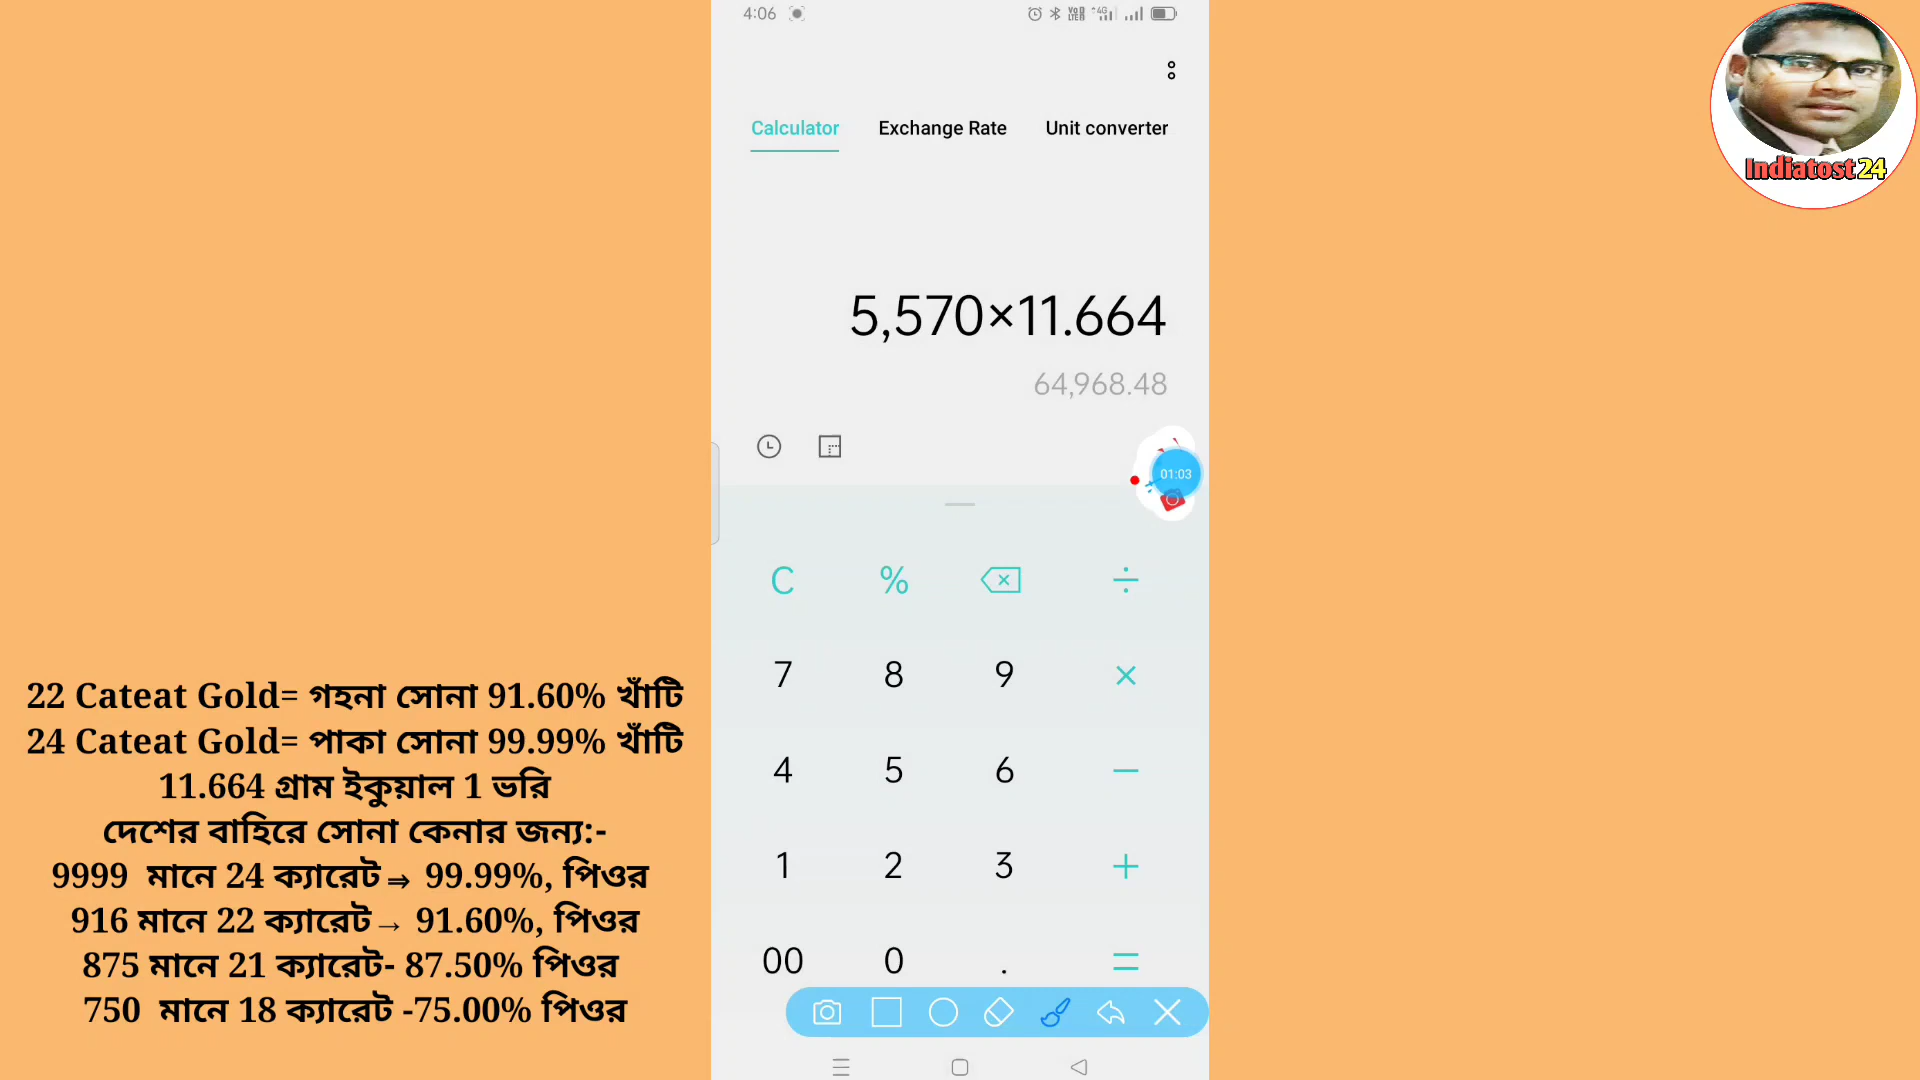 4:06
Vo LTE 4G
Calculator Exchange Rate Unit converter
5,570×11.664
64,968.48
01:03
C % ÷
7 8 9 ×
4 5 6 −
1 2 3 +
00 0 . =
Indiatost24
22 Cateat Gold= গহনা সোনা 91.60% খাঁটি
24 Cateat Gold= পাকা সোনা 99.99% খাঁটি
11.664 গ্রাম ইকুয়াল 1 ভরি
দেশের বাহিরে সোনা কেনার জন্য:-
9999 মানে 24 ক্যারেট⇒ 99.99%, পিওর
916 মানে 22 ক্যারেট→ 91.60%, পিওর
875 মানে 21 ক্যারেট- 87.50% পিওর
750 মানে 18 ক্যারেট -75.00% পিওর